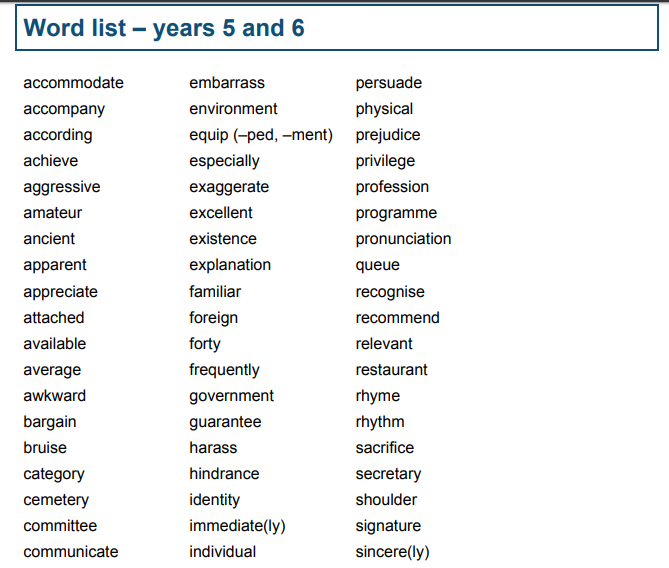 Word list – years 5 and 6
accommodate embarrass persuade
accompany environment physical
according equip (–ped, –ment) prejudice
achieve especially privilege
aggressive exaggerate profession
amateur excellent programme
ancient existence pronunciation
apparent explanation queue
appreciate familiar recognise
attached foreign recommend
available forty relevant
average frequently restaurant
awkward government rhyme
bargain guarantee rhythm
bruise harass sacrifice
category hindrance secretary
cemetery identity shoulder
committee immediate(ly) signature
communicate individual sincere(ly)